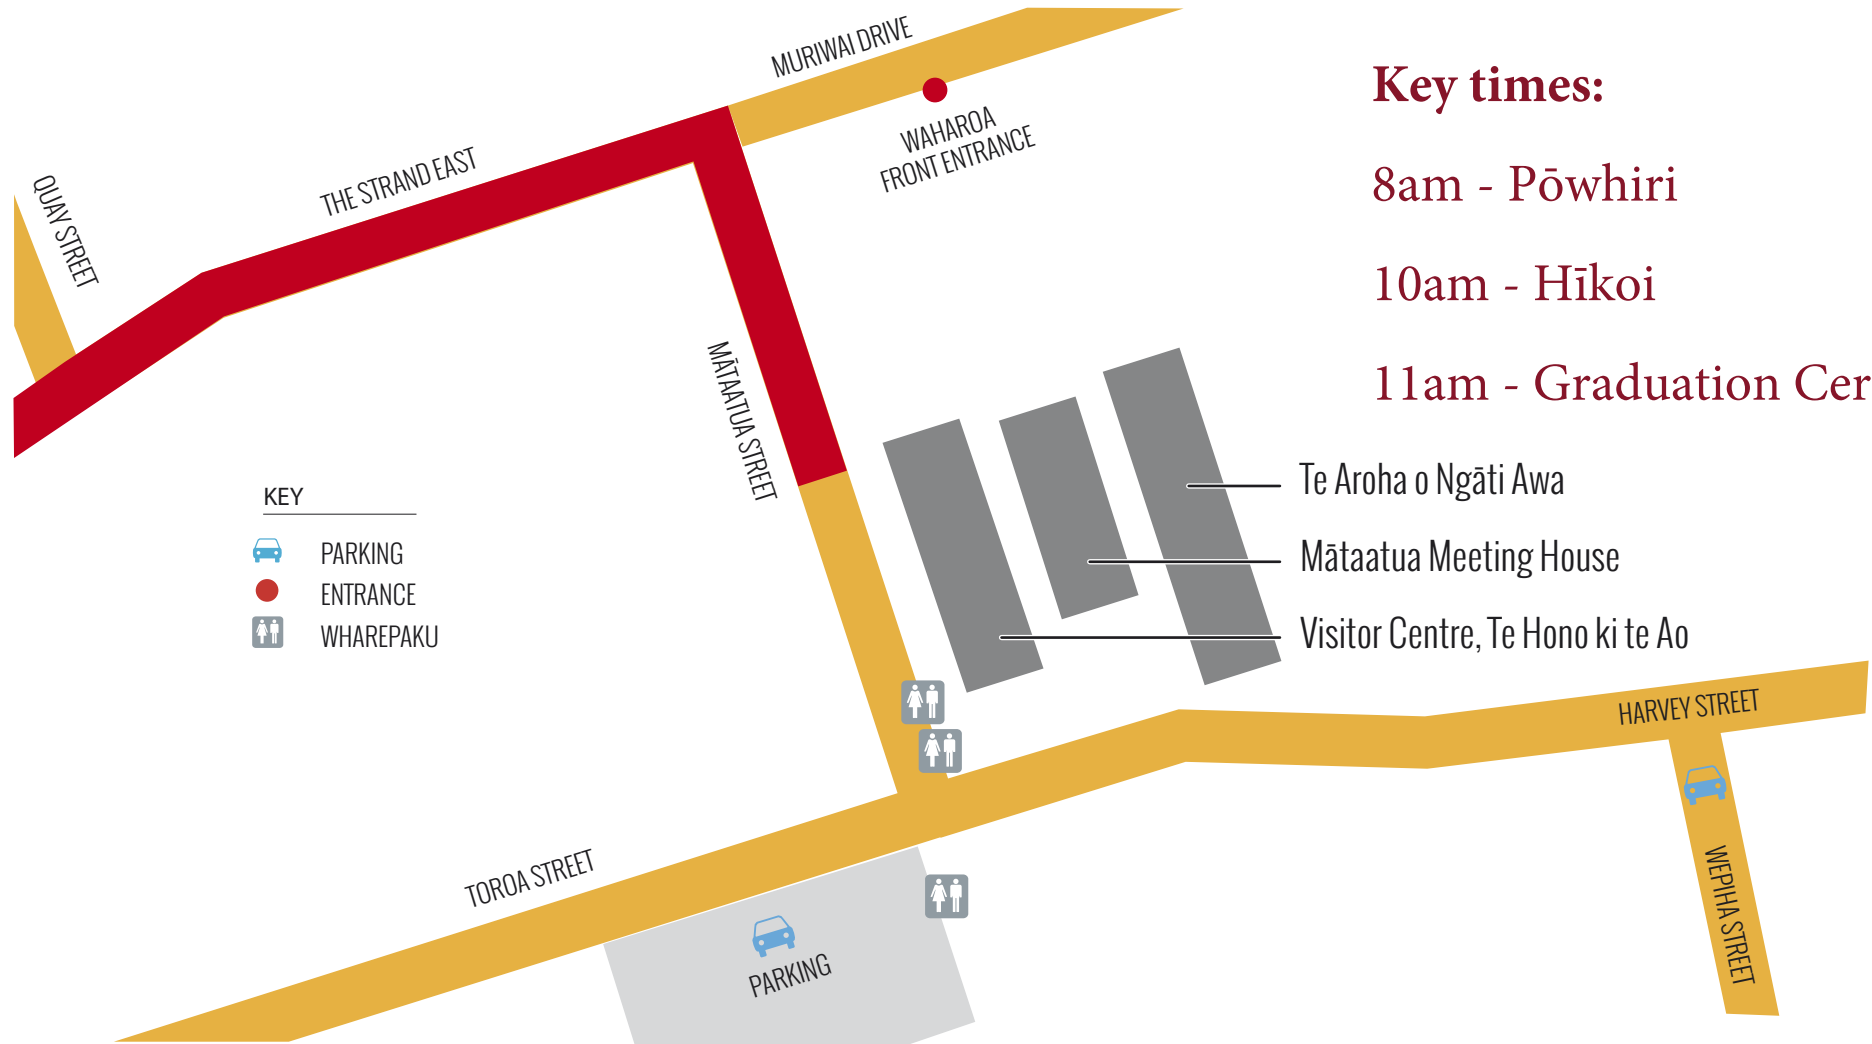 MURIWAI DRIVE
WAHAROA
FRONT ENTRANCE
THE STRAND EAST
QUAY STREET
MĀTAATUA STREET
Key times:
8am - Pōwhiri
10am - Hīkoi
11am - Graduation Cer
Te Aroha o Ngāti Awa
Mātaatua Meeting House
Visitor Centre, Te Hono ki te Ao
KEY
PARKING
ENTRANCE
WHAREPAKU
HARVEY STREET
WEPIHA STREET
TOROA STREET
PARKING